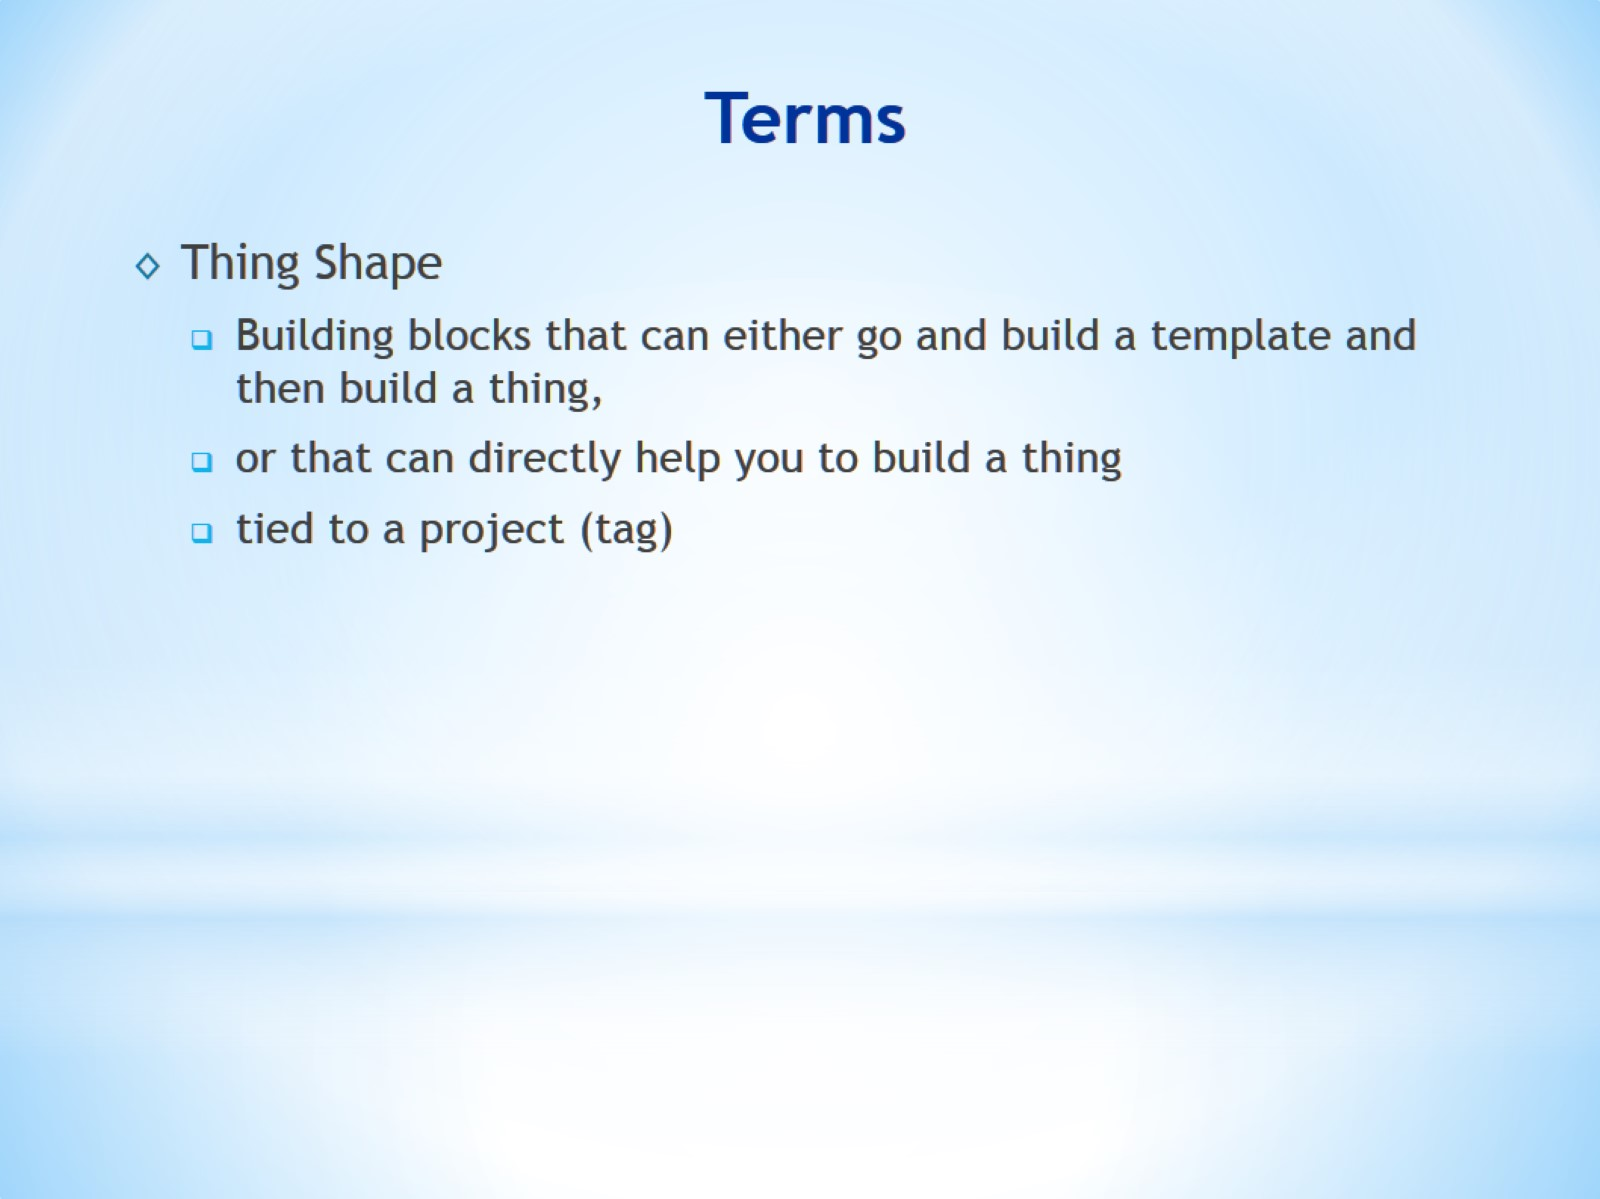 Terms
Thing Shape
Building blocks that can either go and build a template and
then build a thing,
or that can directly help you to build a thing
tied to a project (tag)